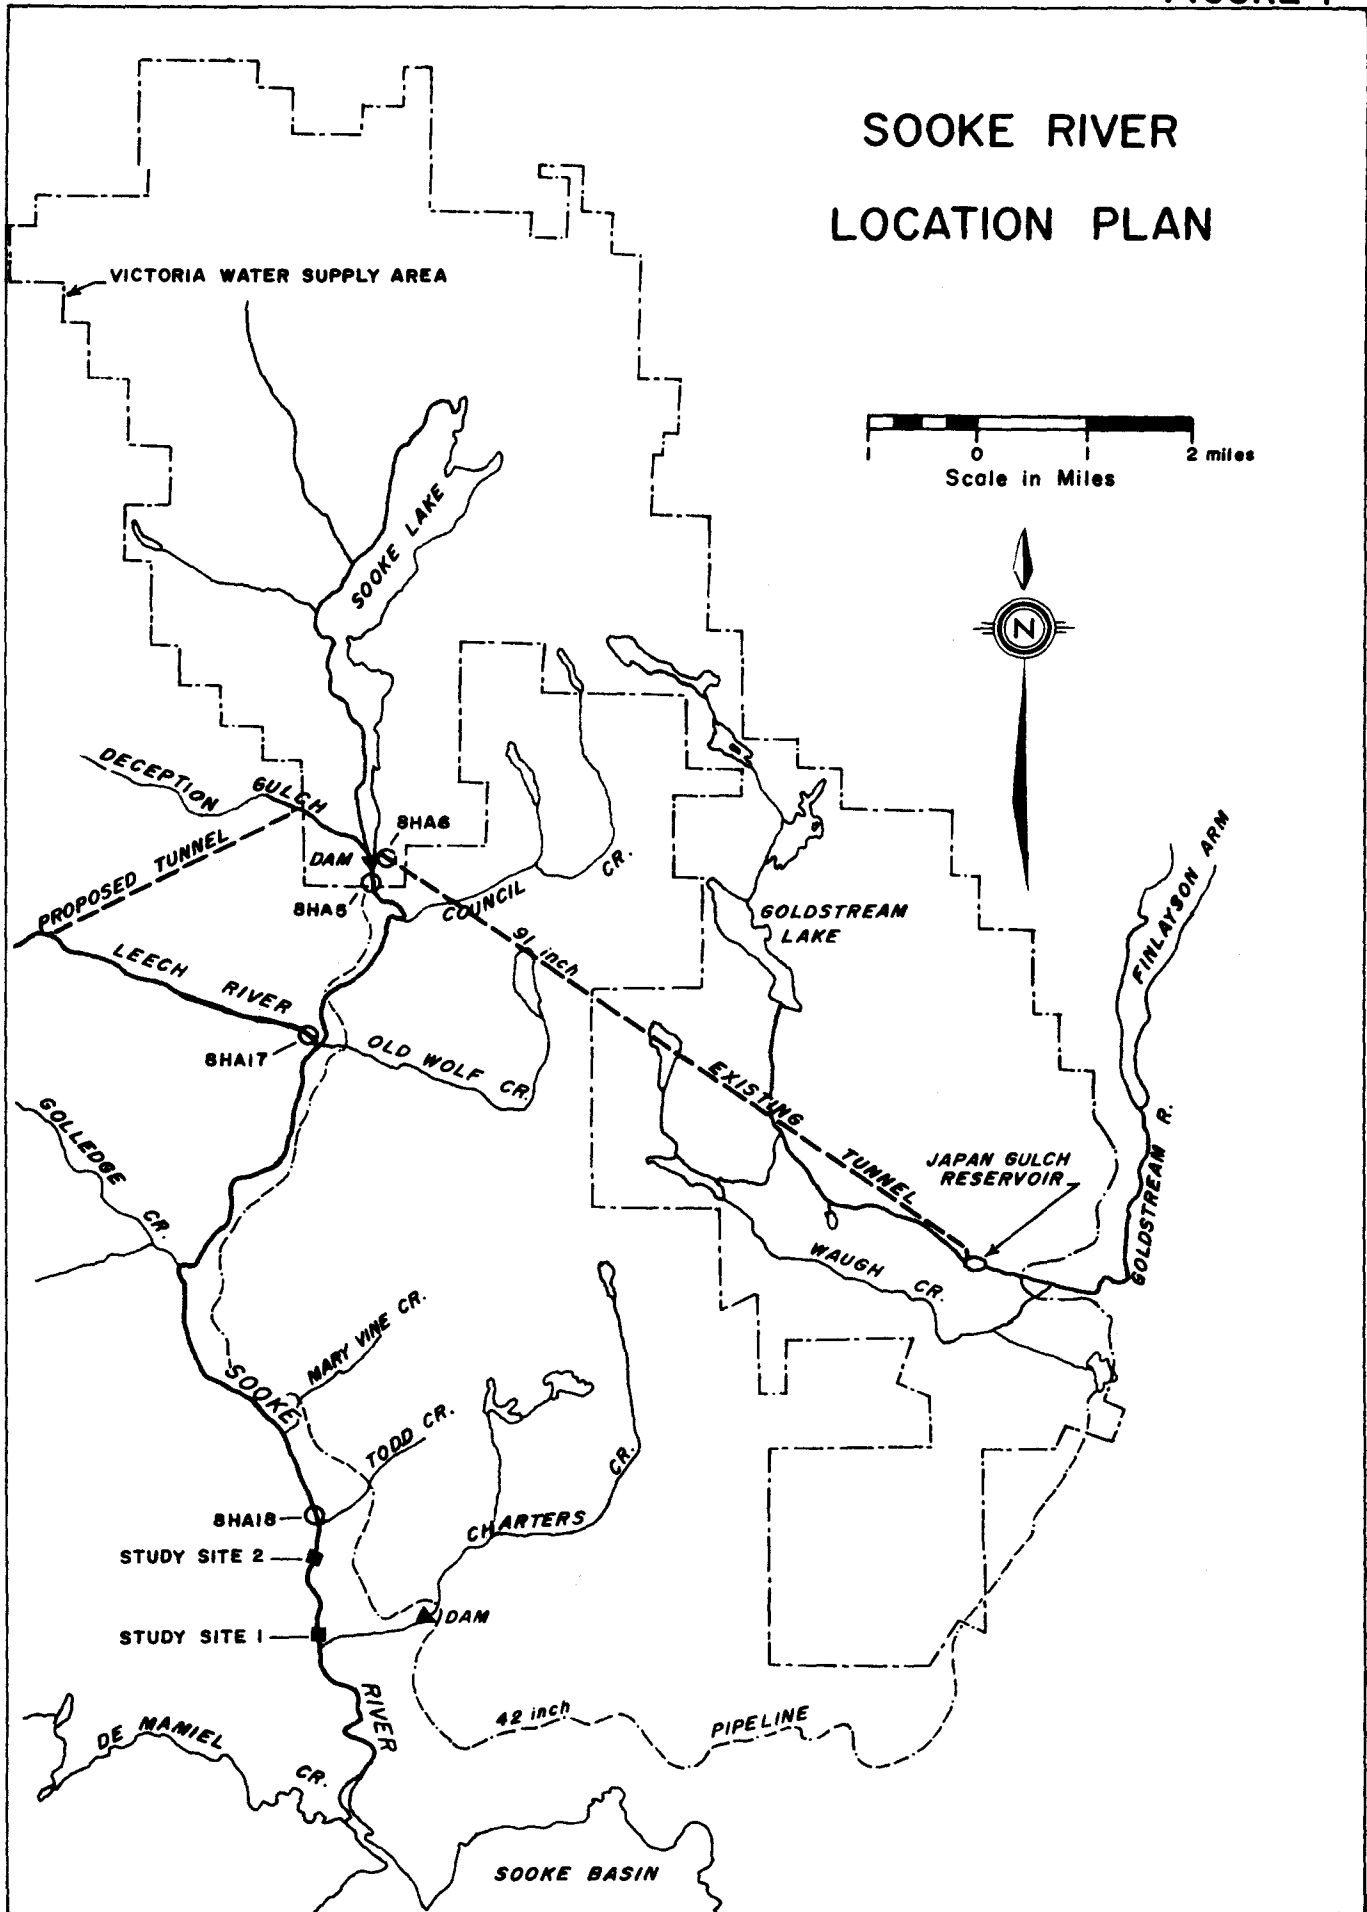 FIGURE 1
SOOKE RIVER
LOCATION PLAN
VICTORIA WATER SUPPLY AREA
0
2 miles
Scale in Miles
SOOKE LAKE
N
DECEPTION GULCH
8HA6
PROPOSED TUNNEL
DAM
8HA5
COUNCIL CR.
91 inch
GOLDSTREAM
LAKE
FINLAYSON ARM
LEECH RIVER
8HA17
OLD WOLF CR.
EXISTING TUNNEL
GOLLEDGE CR.
JAPAN GULCH
RESERVOIR
GOLDSTREAM R.
WAUGH CR.
MARY VINE CR.
SOOKE RIVER
TODD CR.
8HA18
CHARTERS CR.
STUDY SITE 2
DAM
STUDY SITE 1
42 inch PIPELINE
DE MAMIEL CR.
SOOKE BASIN